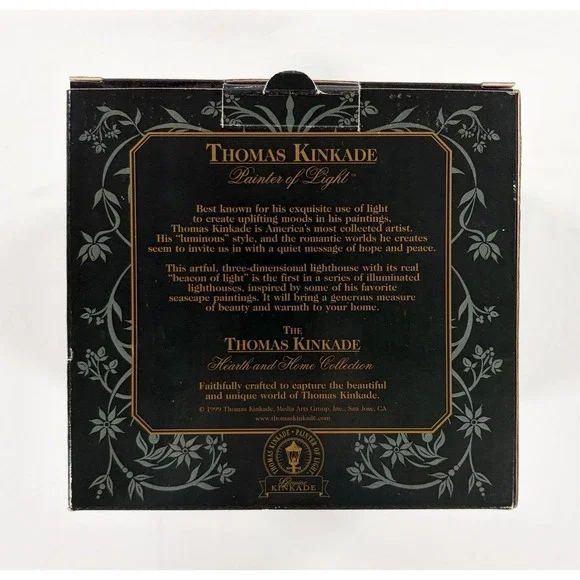 THOMAS KINKADE
Painter of Light™
Best known for his exquisite use of light
to create uplifting moods in his paintings,
Thomas Kinkade is America's most collected artist.
His "luminous" style, and the romantic worlds he creates
seem to invite us in with a quiet message of hope and peace.
This artful, three-dimensional lighthouse with its real
"beacon of light" is the first in a series of illuminated
lighthouses, inspired by some of his favorite
seascape paintings. It will bring a generous measure
of beauty and warmth to your home.
THE
THOMAS KINKADE
Hearth and Home Collection
Faithfully crafted to capture the beautiful
and unique world of Thomas Kinkade.
© 1999 Thomas Kinkade, Media Arts Group, Inc., San Jose, CA
www.thomaskinkade.com
THOMAS KINKADE • PAINTER OF LIGHT
Genuine
KINKADE